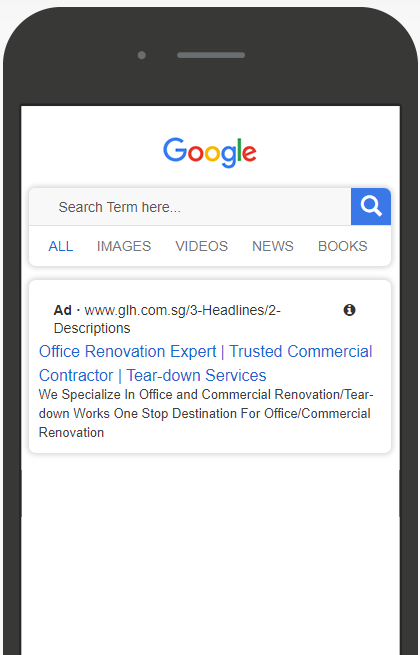 Google
Search Term here...
ALL IMAGES VIDEOS NEWS BOOKS
Ad · www.glh.com.sg/3-Headlines/2-
Descriptions
Office Renovation Expert | Trusted Commercial
Contractor | Tear-down Services
We Specialize In Office and Commercial Renovation/Tear-
down Works One Stop Destination For Office/Commercial
Renovation